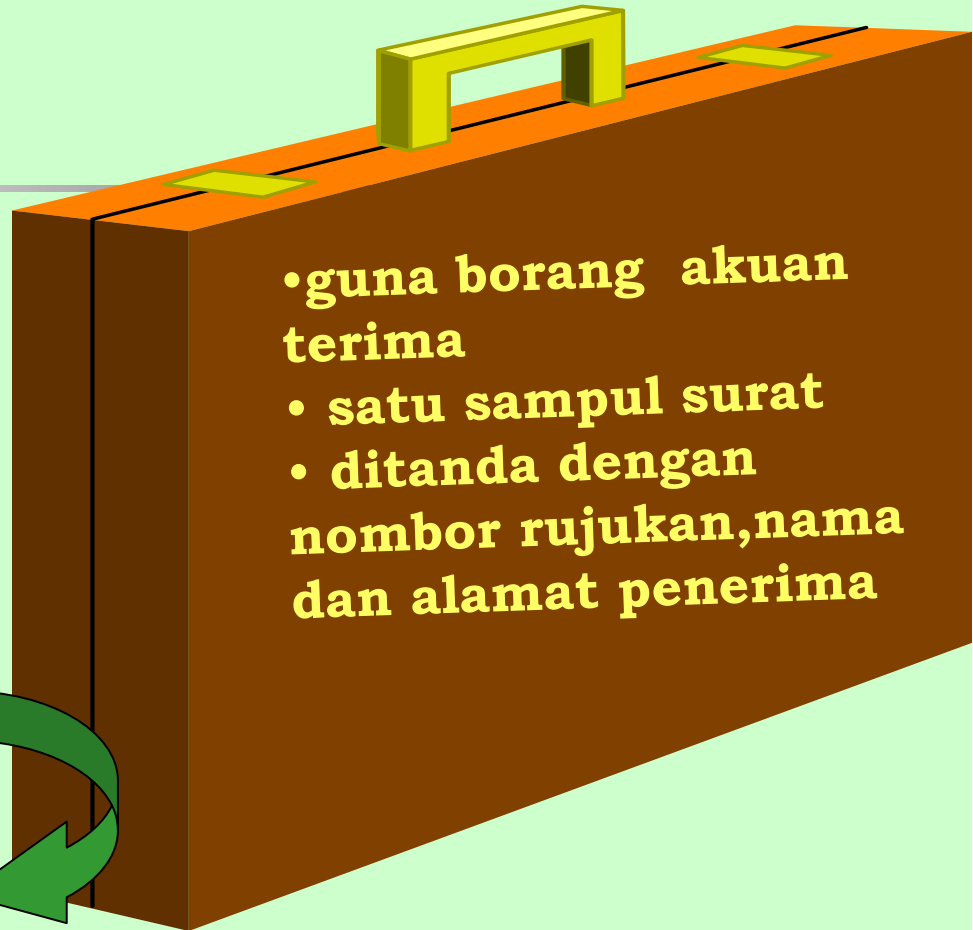 •guna borang  akuan
terima
• satu sampul surat
• ditanda dengan
nombor rujukan,nama
dan alamat penerima